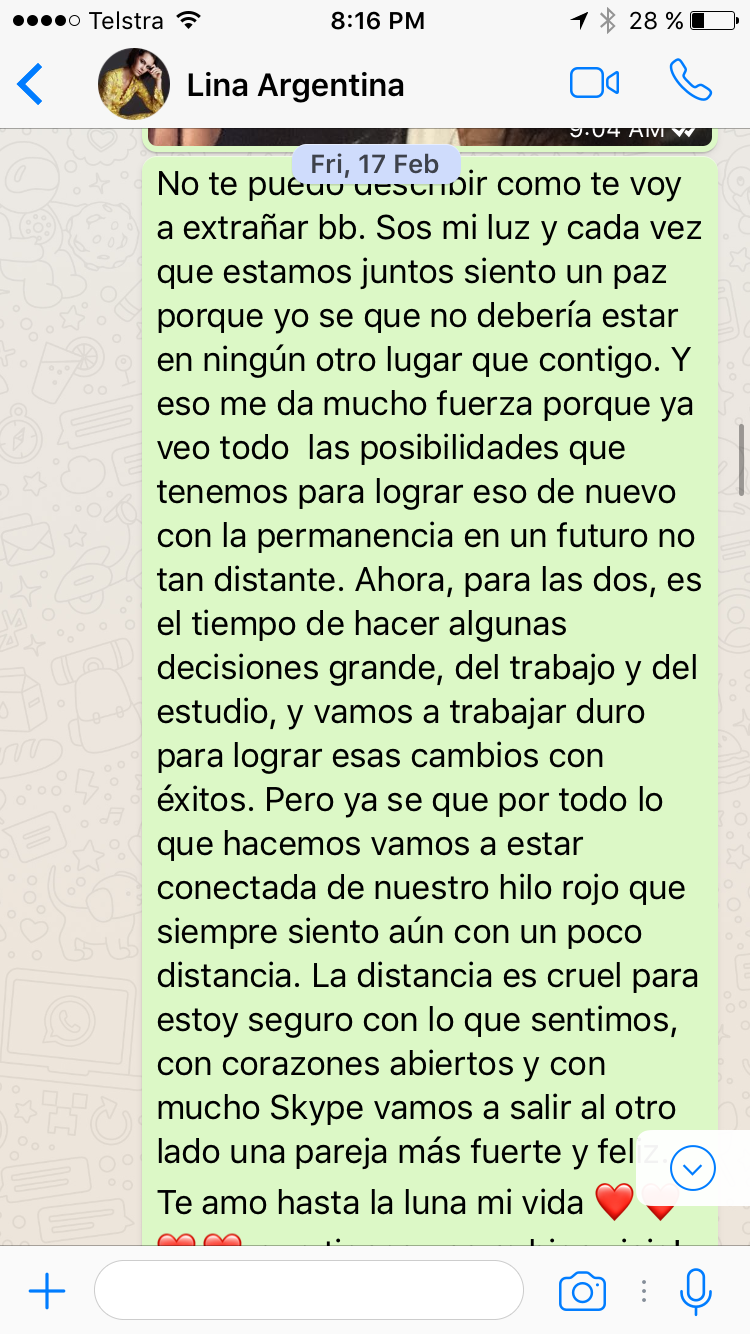 Telstra 8:16 PM 28 %
Lina Argentina
9:04 AM
Fri, 17 Feb
No te puedo describir como te voy
a extrañar bb. Sos mi luz y cada vez
que estamos juntos siento un paz
porque yo se que no debería estar
en ningún otro lugar que contigo. Y
eso me da mucho fuerza porque ya
veo todo  las posibilidades que
tenemos para lograr eso de nuevo
con la permanencia en un futuro no
tan distante. Ahora, para las dos, es
el tiempo de hacer algunas
decisiones grande, del trabajo y del
estudio, y vamos a trabajar duro
para lograr esas cambios con
éxitos. Pero ya se que por todo lo
que hacemos vamos a estar
conectada de nuestro hilo rojo que
siempre siento aún con un poco
distancia. La distancia es cruel para
estoy seguro con lo que sentimos,
con corazones abiertos y con
mucho Skype vamos a salir al otro
lado una pareja más fuerte y feliz.
Te amo hasta la luna mi vida ❤️❤️
❤️❤️